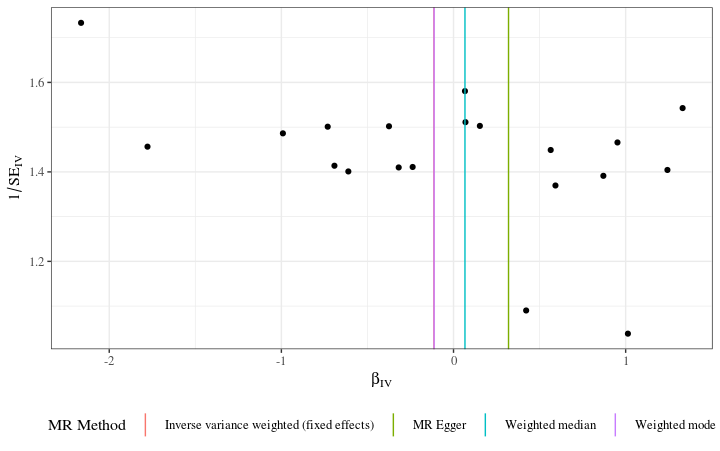 1.6
1.4
1.2
1/SE_IV
-2 -1 0 1
β_IV
MR Method Inverse variance weighted (fixed effects) MR Egger Weighted median Weighted mode